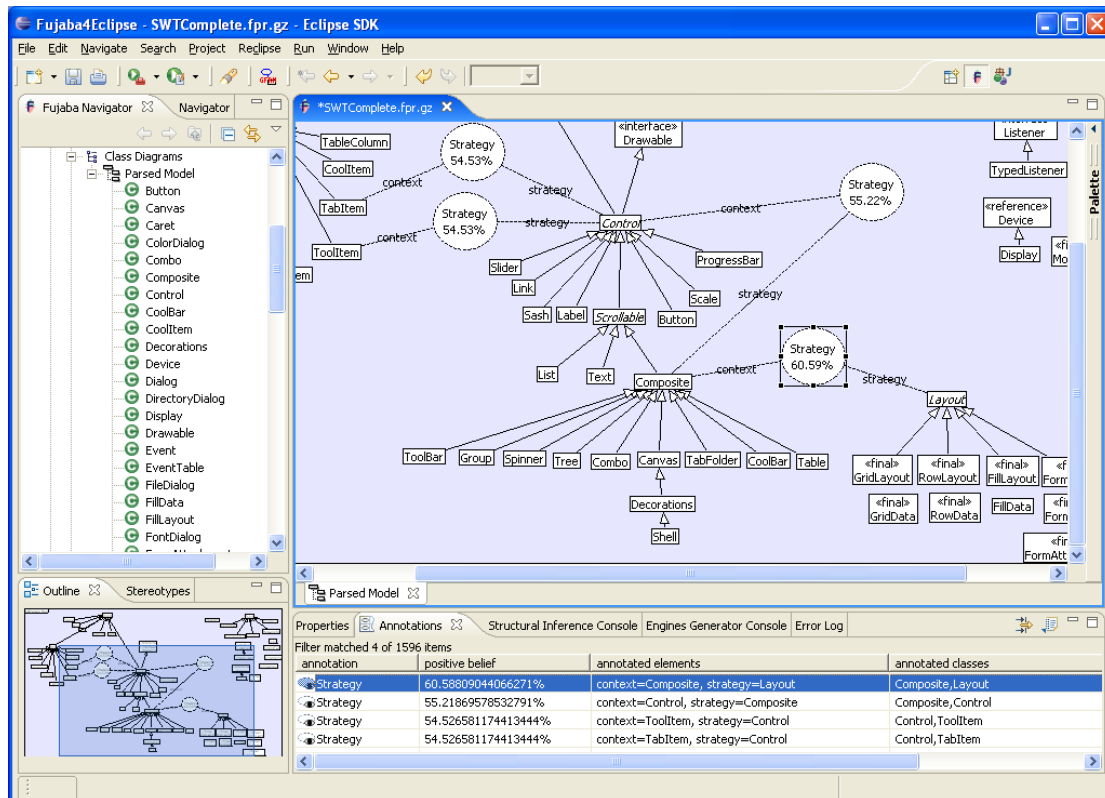 Fujaba4Eclipse - SWTComplete.fpr.gz - Eclipse SDK
File Edit Navigate Search Project Reclipse Run Window Help
Fujaba Navigator Navigator
Class Diagrams
Parsed Model
Button
Canvas
Caret
ColorDialog
Combo
Composite
Control
CoolBar
CoolItem
Decorations
Device
Dialog
DirectoryDialog
Display
Drawable
Event
EventTable
FileDialog
FillData
FillLayout
FontDialog
*SWTComplete.fpr.gz
Palette
TableColumn
CoolItem
TabItem
ToolItem
em
Strategy
54.53%
context
strategy
Strategy
54.53%
context
strategy
«interface»
Drawable
Control
context
Strategy
55.22%
strategy
Listener
TypedListener
«reference»
Device
Display
«fi
Mo
Slider
Link
Sash
Label
Scrollable
Button
Scale
ProgressBar
List
Text
Composite
context
Strategy
60.59%
strategy
Layout
ToolBar
Group
Spinner
Tree
Combo
Canvas
TabFolder
CoolBar
Table
Decorations
Shell
«final»
GridLayout
«final»
RowLayout
«final»
FillLayout
«f
Form
«final»
GridData
«final»
RowData
FillData
«fi
Forn
«fir
FormAtt
Parsed Model
Outline Stereotypes
Properties Annotations Structural Inference Console Engines Generator Console Error Log
Filter matched 4 of 1596 items
annotation positive belief annotated elements annotated classes
Strategy 60.58809044066271% context=Composite, strategy=Layout Composite,Layout
Strategy 55.21869578532791% context=Control, strategy=Composite Composite,Control
Strategy 54.526581174413444% context=ToolItem, strategy=Control Control,ToolItem
Strategy 54.526581174413444% context=TabItem, strategy=Control Control,TabItem